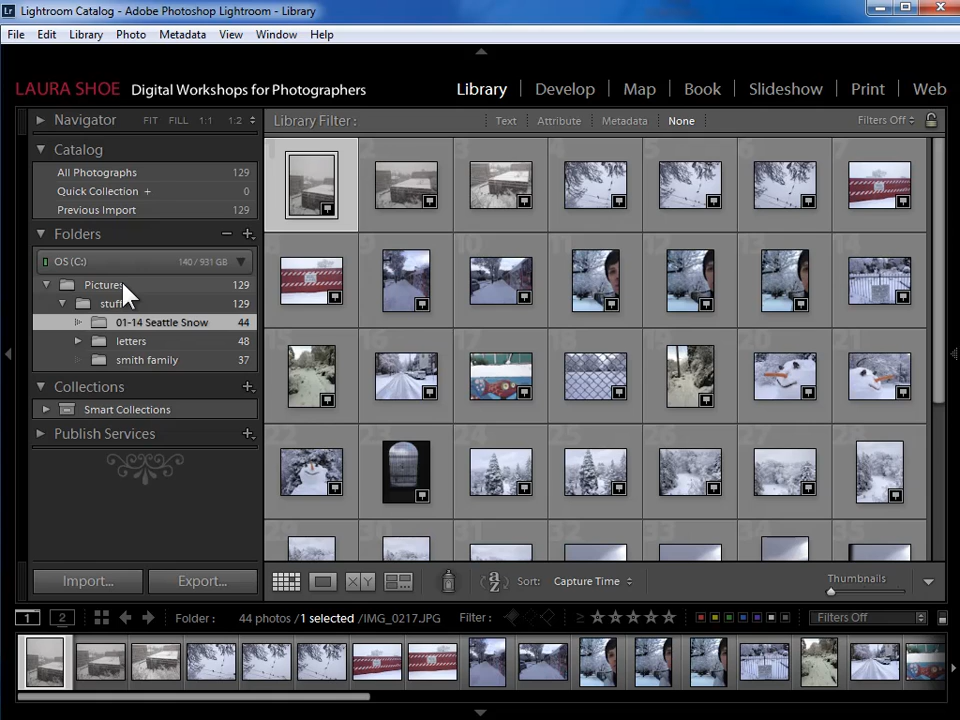 Lightroom Catalog - Adobe Photoshop Lightroom - Library
File Edit Library Photo Metadata View Window Help
LAURA SHOE Digital Workshops for Photographers
Library Develop Map Book Slideshow Print Web
Navigator FIT FILL 1:1 1:2
Library Filter : Text Attribute Metadata None Filters Off
Catalog
All Photographs 129
Quick Collection + 0
Previous Import 129
Folders
OS (C:) 140 / 931 GB
Pictures 129
stuff 129
01-14 Seattle Snow 44
letters 48
smith family 37
Collections
Smart Collections
Publish Services
Import... Export...
Sort: Capture Time
Thumbnails
1 2 Folder : 44 photos / 1 selected / IMG_0217.JPG Filter : Filters Off